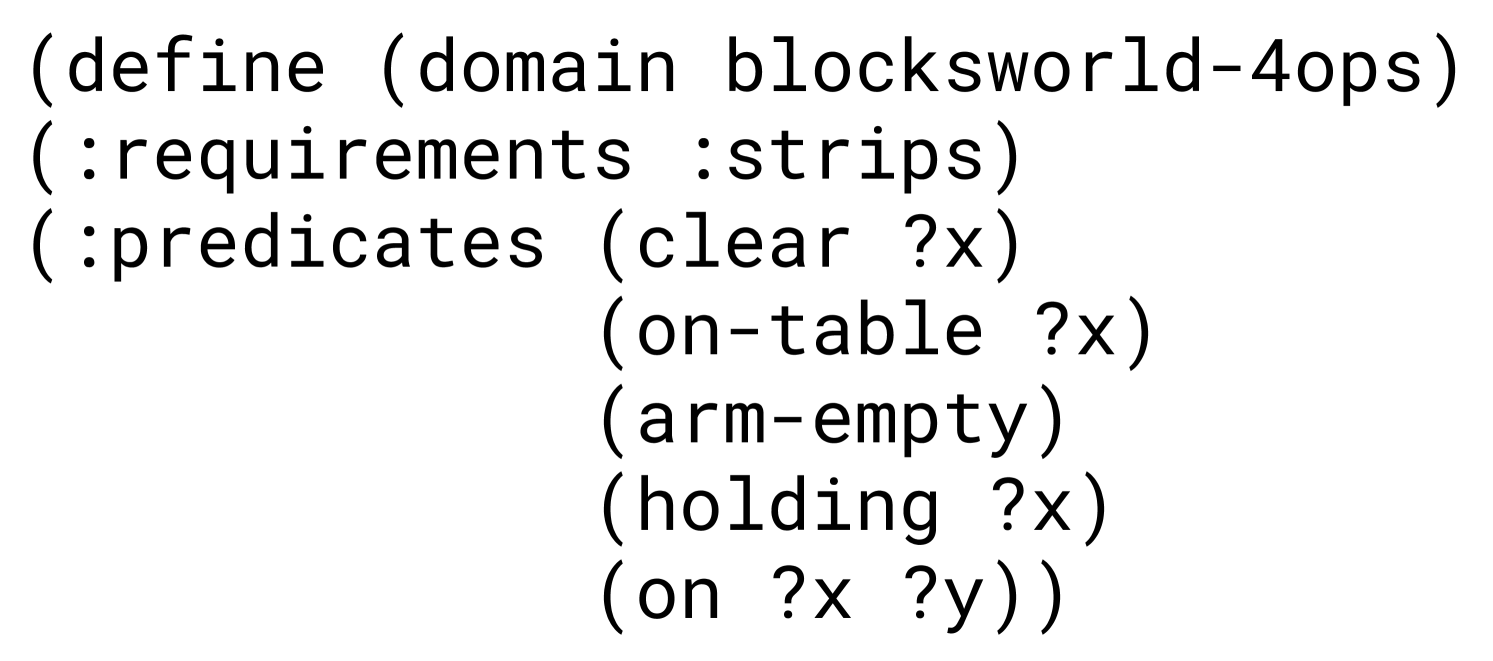 (define (domain blocksworld-4ops)
(:requirements :strips)
(:predicates (clear ?x)
(on-table ?x)
(arm-empty)
(holding ?x)
(on ?x ?y))